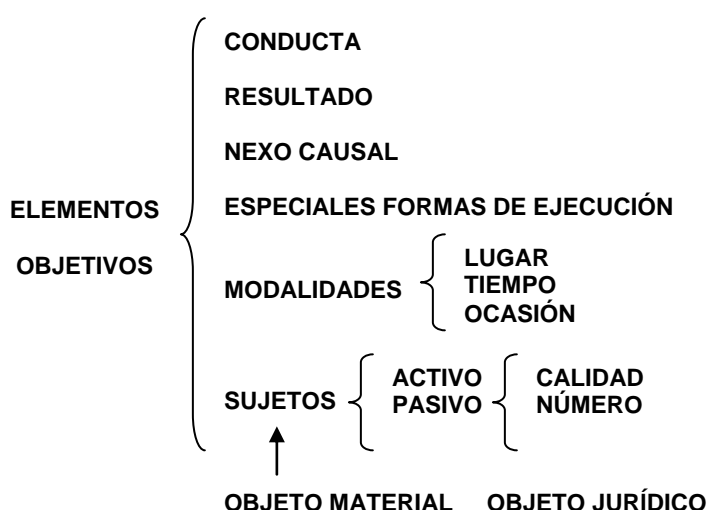 CONDUCTA
RESULTADO
NEXO CAUSAL
ELEMENTOS
OBJETIVOS
ESPECIALES FORMAS DE EJECUCIÓN
MODALIDADES
LUGAR
TIEMPO
OCASIÓN
SUJETOS
ACTIVO
PASIVO
CALIDAD
NÚMERO
OBJETO MATERIAL OBJETO JURÍDICO